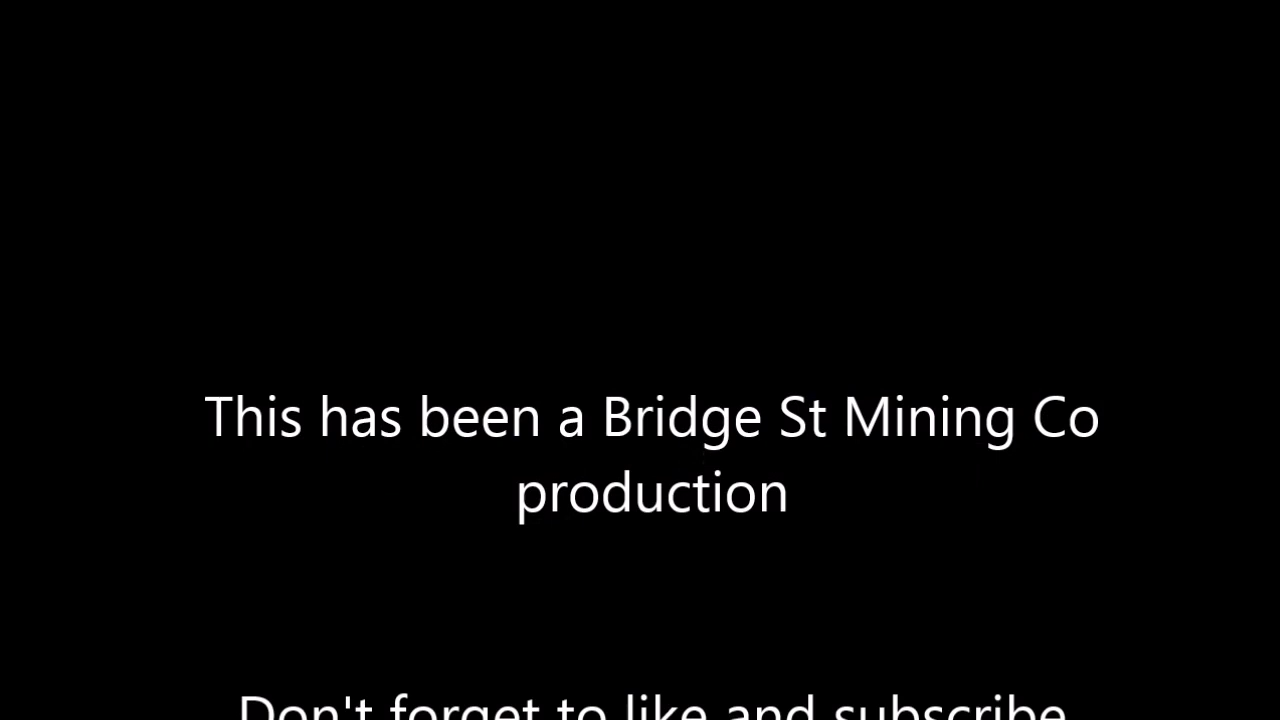 This has been a Bridge St Mining Co
production
Don't forget to like and subscribe